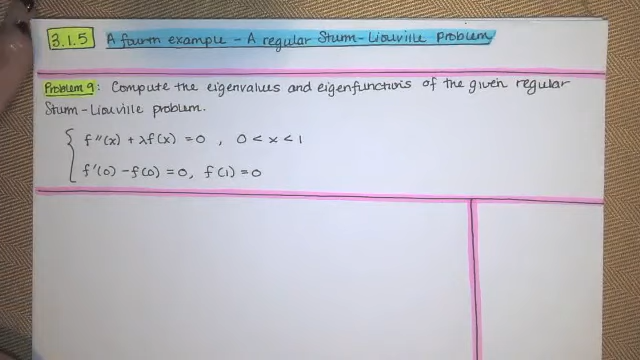 3.1.5 A fourth example - A regular Sturm-Liouville problem
Problem 9: Compute the eigenvalues and eigenfunctions of the given regular
Sturm-Liouville problem.
f''(x) + λf(x) = 0 , 0 < x < 1
f'(0) - f(0) = 0, f(1) = 0